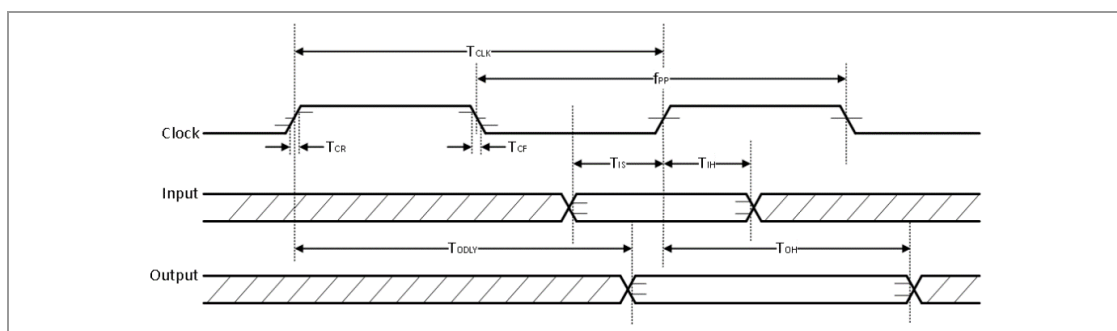 TCLK
fPP
Clock
TCR
TCF
TIS
TIH
Input
TODLY
TOH
Output